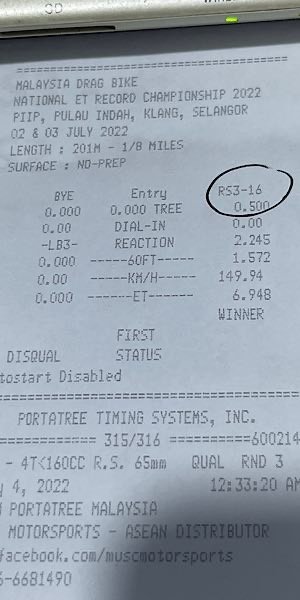 ==================================
MALAYSIA DRAG BIKE
NATIONAL ET RECORD CHAMPIONSHIP 2022
PIIP, PULAU INDAH, KLANG, SELANGOR
02 & 03 JULY 2022
LENGTH : 201M - 1/8 MILES
SURFACE : NO-PREP
BYE Entry RS3-16
0.000 0.000 TREE 0.500
0.00 DIAL-IN 0.00
-LB3- REACTION 2.245
0.000 -----60FT----- 1.572
0.00 -----KM/H----- 149.94
0.000 ------ET------ 6.948
WINNER
FIRST
DISQUAL STATUS
tostart Disabled
==================================
PORTATREE TIMING SYSTEMS, INC.
============ 315/316 ==========600214
- 4T<160CC R.S. 65mm QUAL RND 3
4, 2022 12:33:20 AM
PORTATREE MALAYSIA
MOTORSPORTS - ASEAN DISTRIBUTOR
facebook.com/muscmotorsports
-6681490